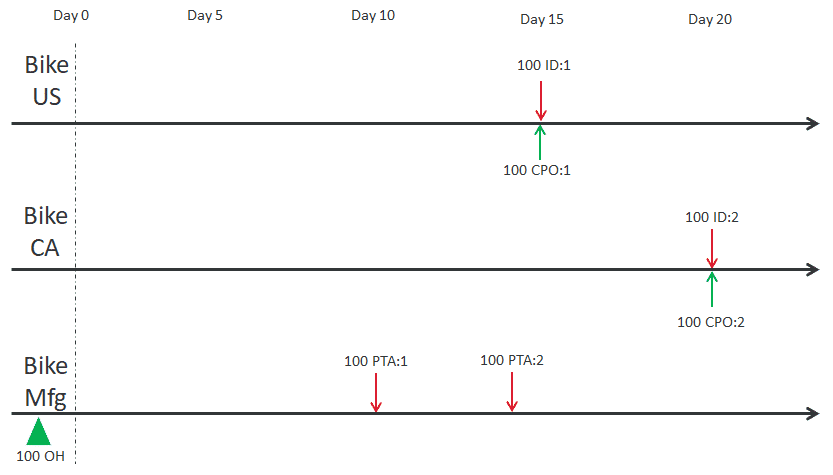 Day 0
Day 5
Day 10
Day 15
Day 20
Bike
US
100 ID:1
100 CPO:1
Bike
CA
100 ID:2
100 CPO:2
Bike
Mfg
100 PTA:1
100 PTA:2
100 OH